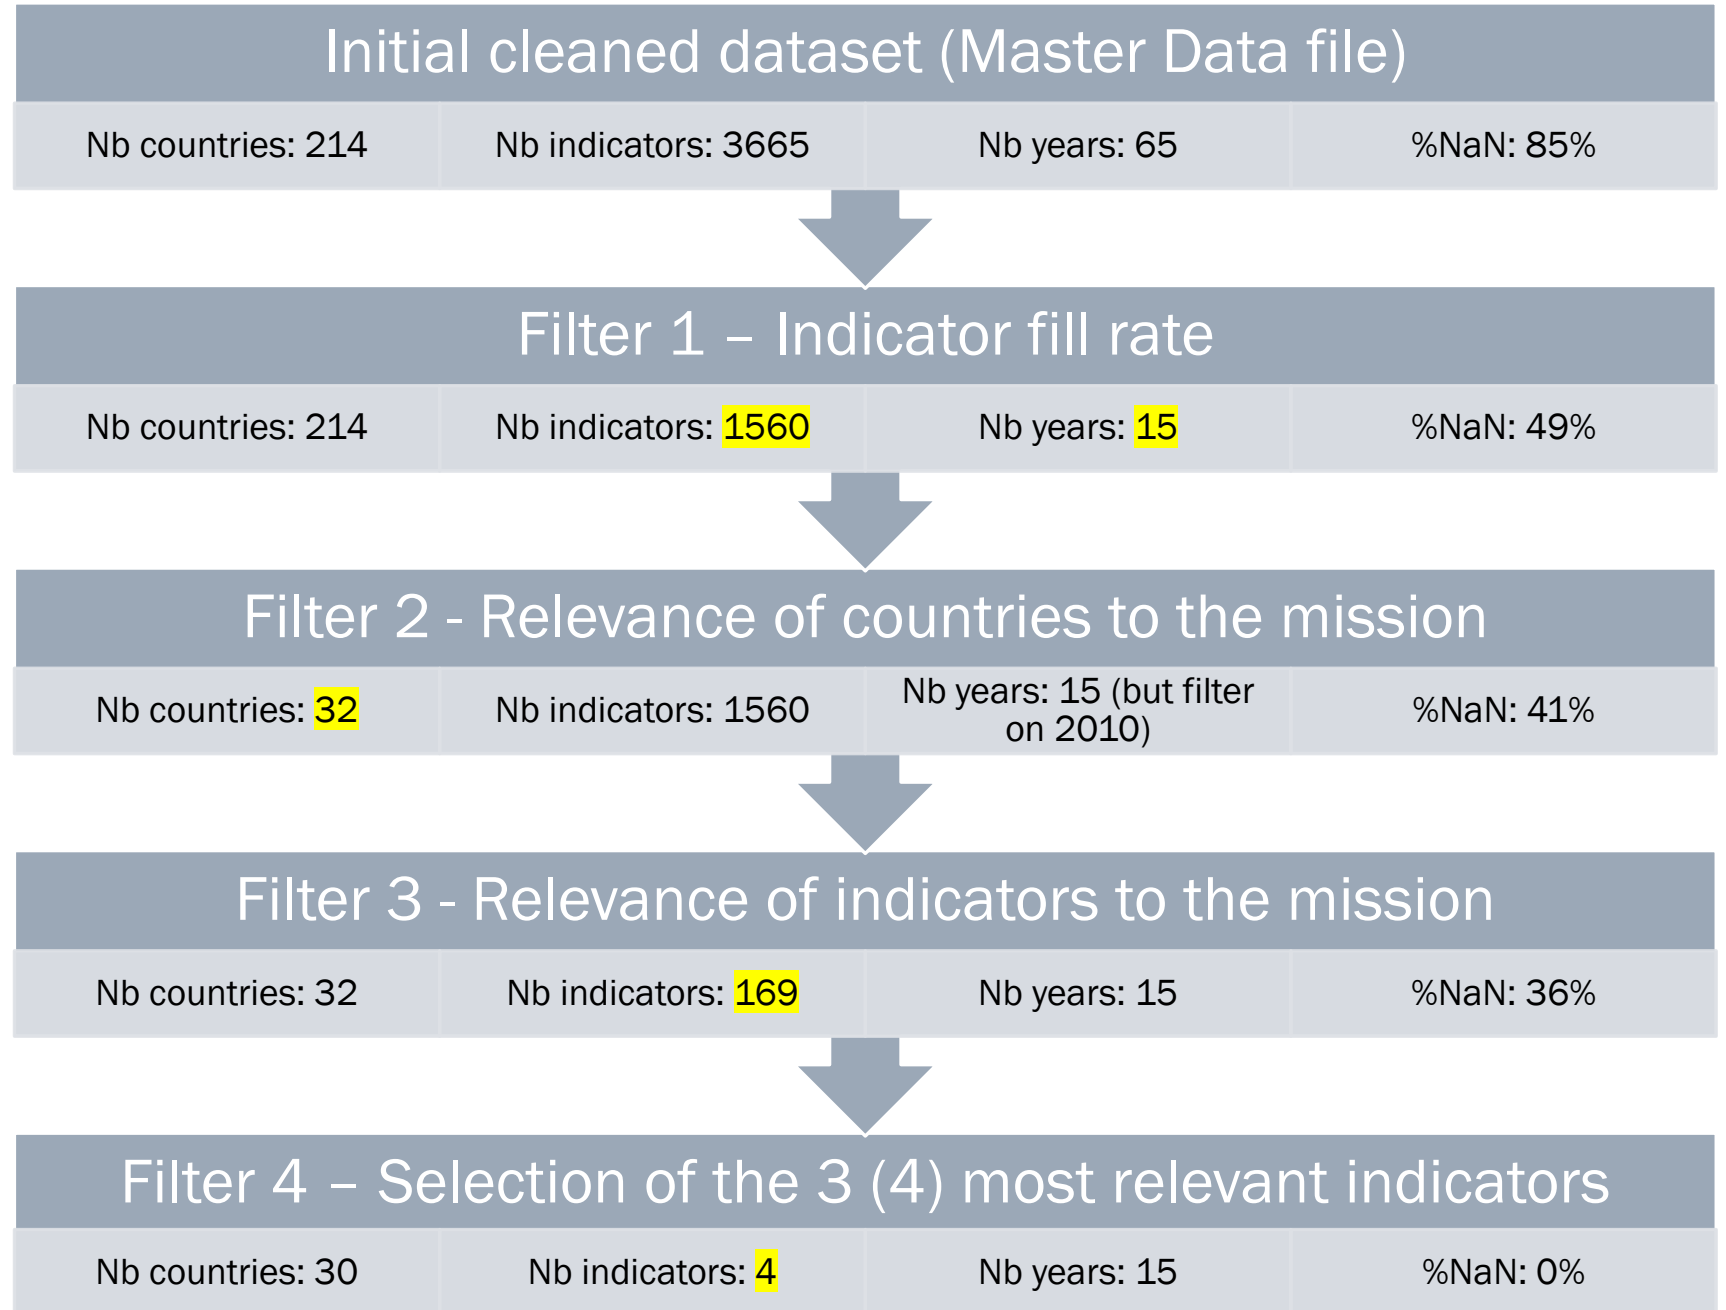 Initial cleaned dataset (Master Data file)
Nb countries: 214
Nb indicators: 3665
Nb years: 65
%NaN: 85%
Filter 1 – Indicator fill rate
Nb countries: 214
Nb indicators: 1560
Nb years: 15
%NaN: 49%
Filter 2 - Relevance of countries to the mission
Nb countries: 32
Nb indicators: 1560
Nb years: 15 (but filter
on 2010)
%NaN: 41%
Filter 3 - Relevance of indicators to the mission
Nb countries: 32
Nb indicators: 169
Nb years: 15
%NaN: 36%
Filter 4 – Selection of the 3 (4) most relevant indicators
Nb countries: 30
Nb indicators: 4
Nb years: 15
%NaN: 0%